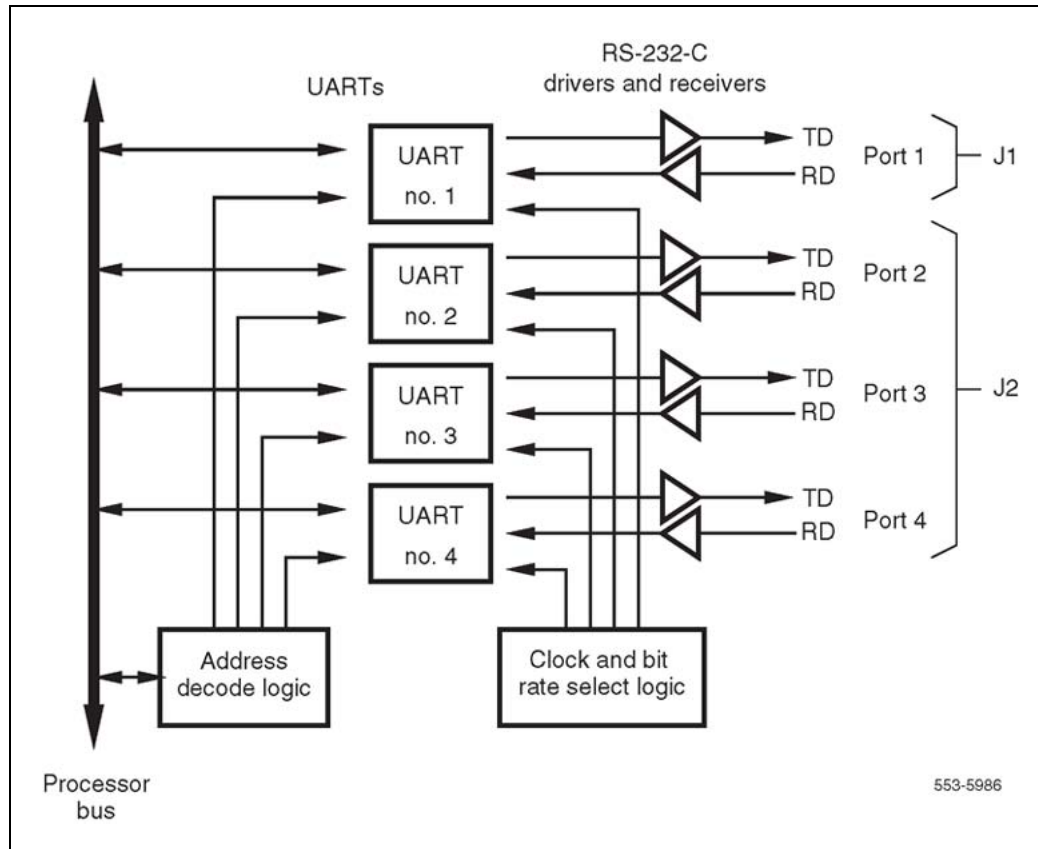 RS-232-C
drivers and receivers
UARTs
UART
no. 1
TD
RD
Port 1
J1
UART
no. 2
TD
RD
Port 2
UART
no. 3
TD
RD
Port 3
J2
UART
no. 4
TD
RD
Port 4
Address
decode logic
Clock and bit
rate select logic
Processor
bus
553-5986